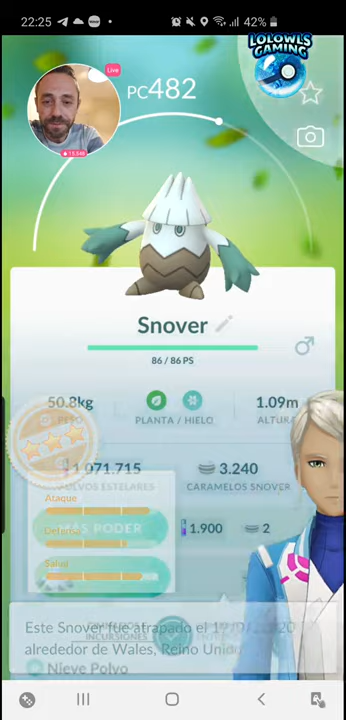 22:25
42%
LOLOWLS
GAMING
Live
PC482
Snover
86 / 86 PS
50.8kg
1.09m
PESO
PLANTA / HIELO
ALTURA
1.071.715
3.240
POLVOS ESTELARES
CARAMELOS SNOVER
Ataque
MÁS PODER
1.900
2
Defensa
Salud
Este Snover fue atrapado el
alrededor de Wales, Reino Unido.
INCURSIONES
Nieve Polvo